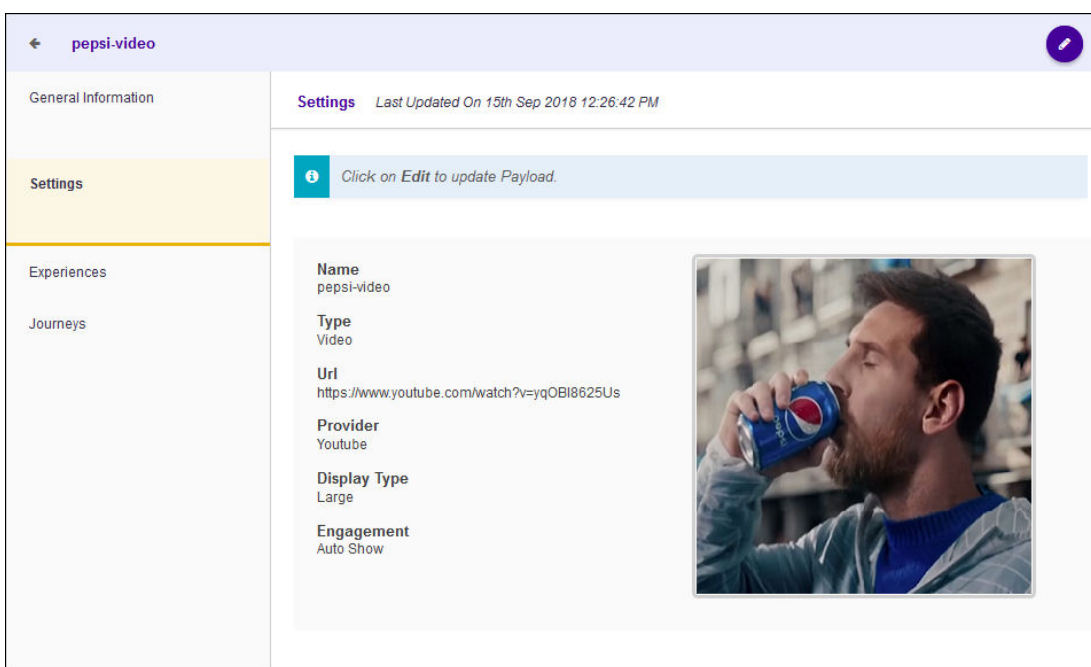 pepsi-video
General Information
Settings Last Updated On 15th Sep 2018 12:26:42 PM
Settings
Click on Edit to update Payload.
Experiences
Journeys
Name
pepsi-video
Type
Video
Url
https://www.youtube.com/watch?v=yqOBl8625Us
Provider
Youtube
Display Type
Large
Engagement
Auto Show
pepsi